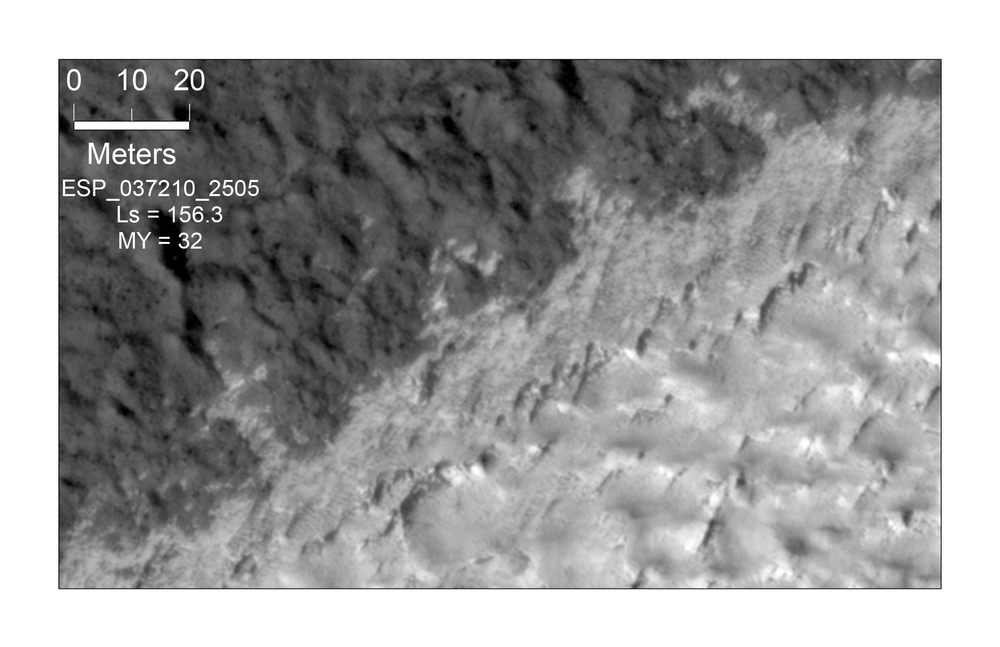 0 10 20
Meters
ESP_037210_2505
Ls = 156.3
MY = 32